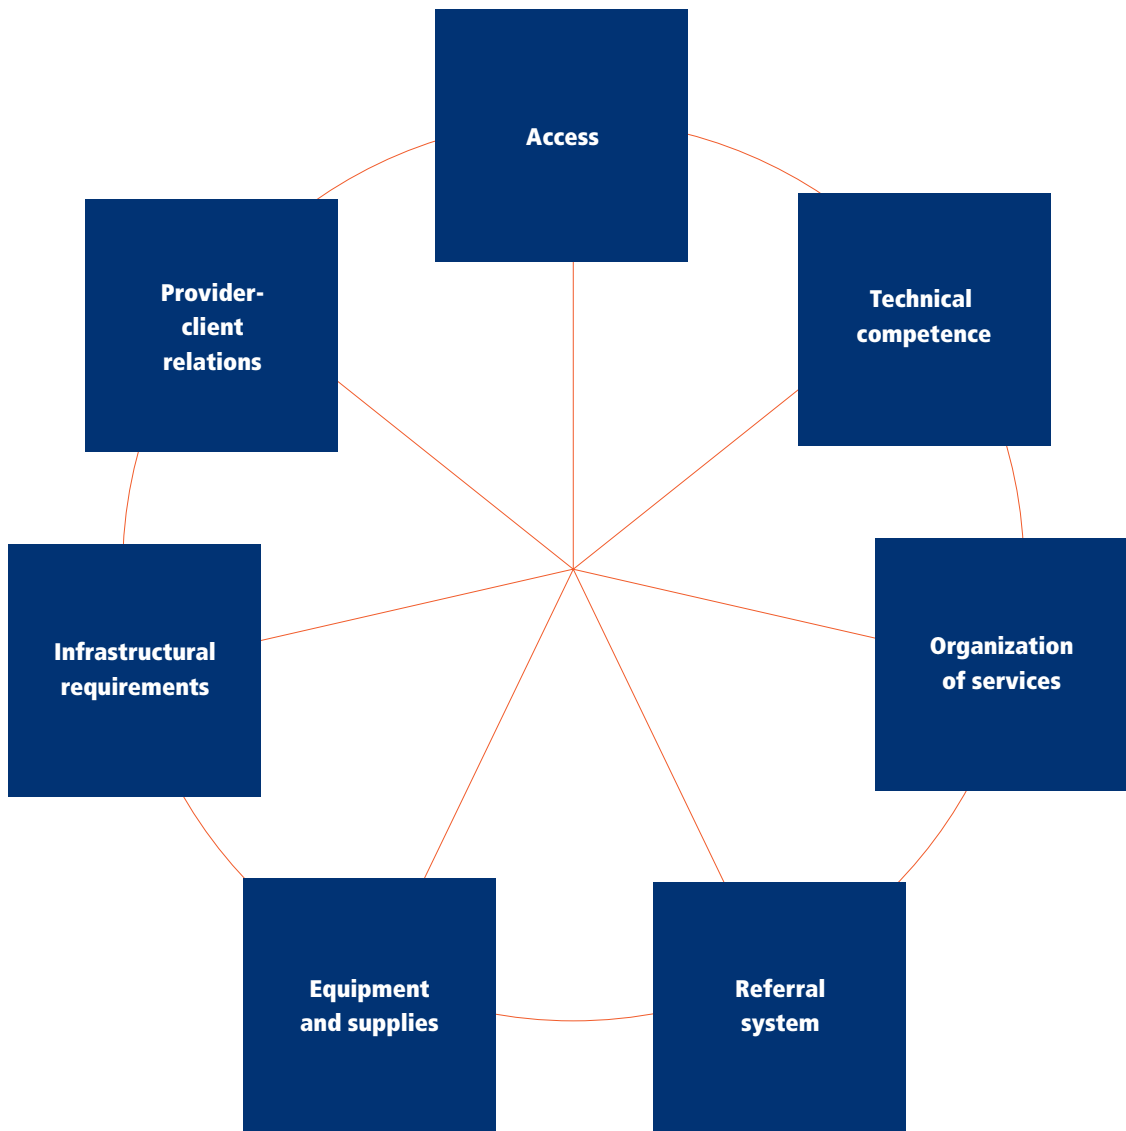 Access
Technical
competence
Organization
of services
Referral
system
Equipment
and supplies
Infrastructural
requirements
Provider-
client
relations